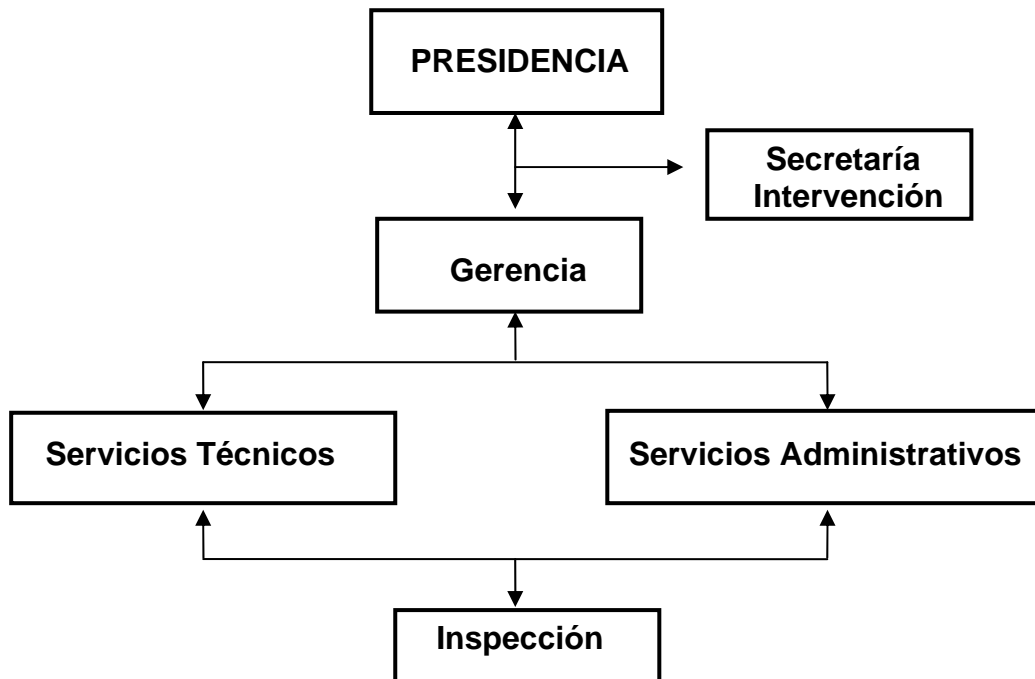 PRESIDENCIA
Secretaría
Intervención
Gerencia
Servicios Técnicos
Servicios Administrativos
Inspección